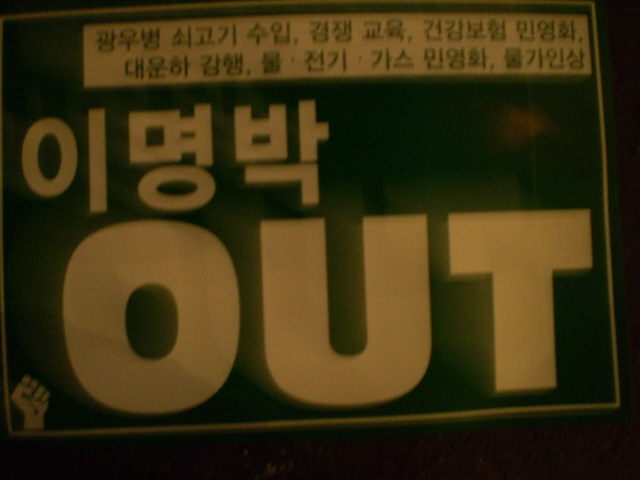 광우병 쇠고기 수입, 경쟁 교육, 건강보험 민영화,
대운하 강행, 물 · 전기 · 가스 민영화, 물가인상
이명박
OUT